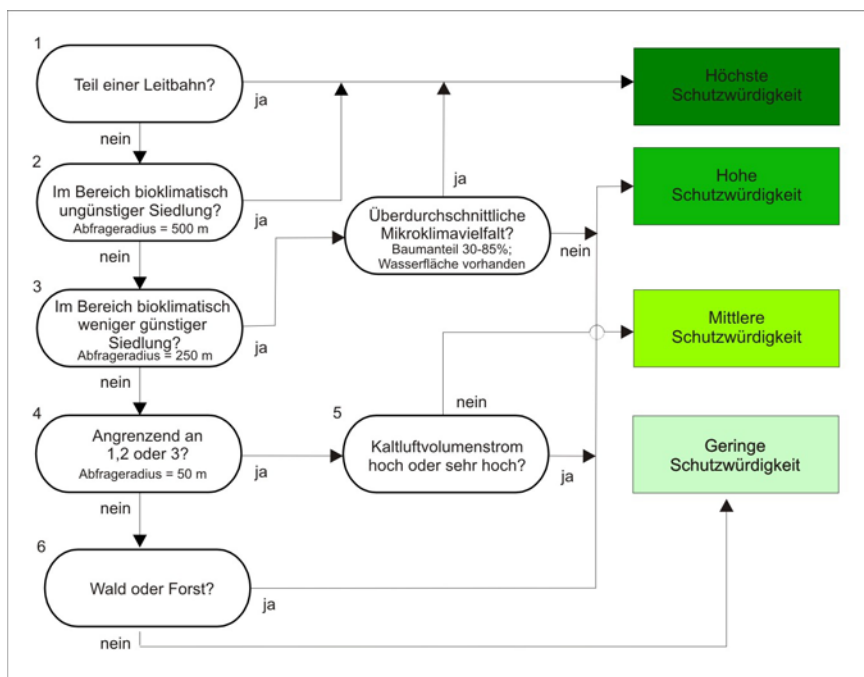 1
Teil einer Leitbahn?
ja
Höchste
Schutzwürdigkeit
nein
2
Im Bereich bioklimatisch
ungünstiger Siedlung?
Abfrageradius = 500 m
ja
ja
Überdurchschnittliche
Mikroklimavielfalt?
Baumanteil 30-85%;
Wasserfläche vorhanden
nein
Hohe
Schutzwürdigkeit
nein
3
Im Bereich bioklimatisch
weniger günstiger
Siedlung?
Abfrageradius = 250 m
ja
Mittlere
Schutzwürdigkeit
nein
4
Angrenzend an
1,2 oder 3?
Abfrageradius = 50 m
ja
nein
5
Kaltluftvolumenstrom
hoch oder sehr hoch?
ja
Geringe
Schutzwürdigkeit
nein
6
Wald oder Forst?
ja
nein